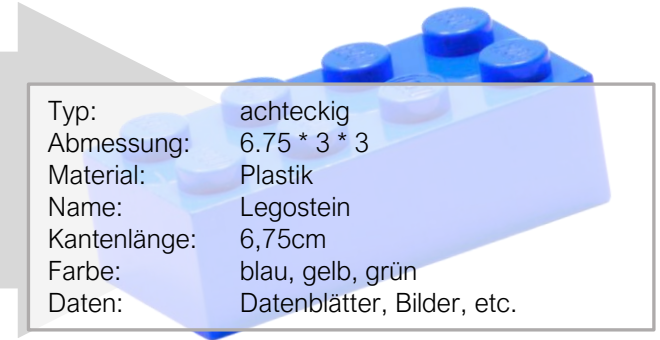 Typ: achteckig
Abmessung: 6.75 * 3 * 3
Material: Plastik
Name: Legostein
Kantenlänge: 6,75cm
Farbe: blau, gelb, grün
Daten: Datenblätter, Bilder, etc.